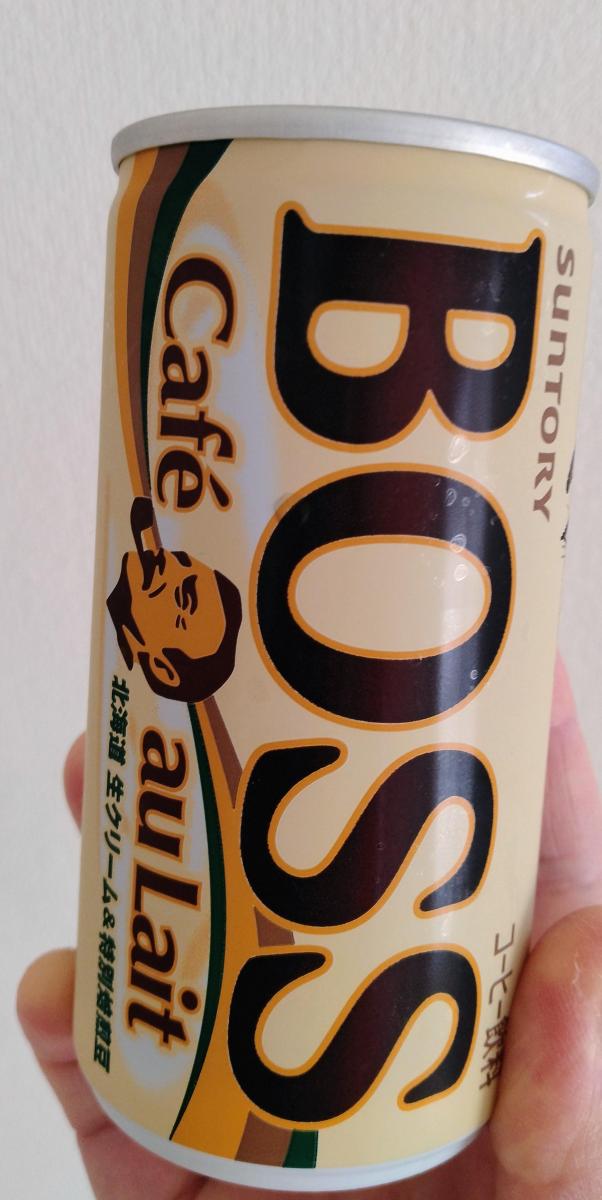 SUNTORY
BOSS
コーヒー飲料
Café
au Lait
北海道 生クリーム&特別焙煎豆